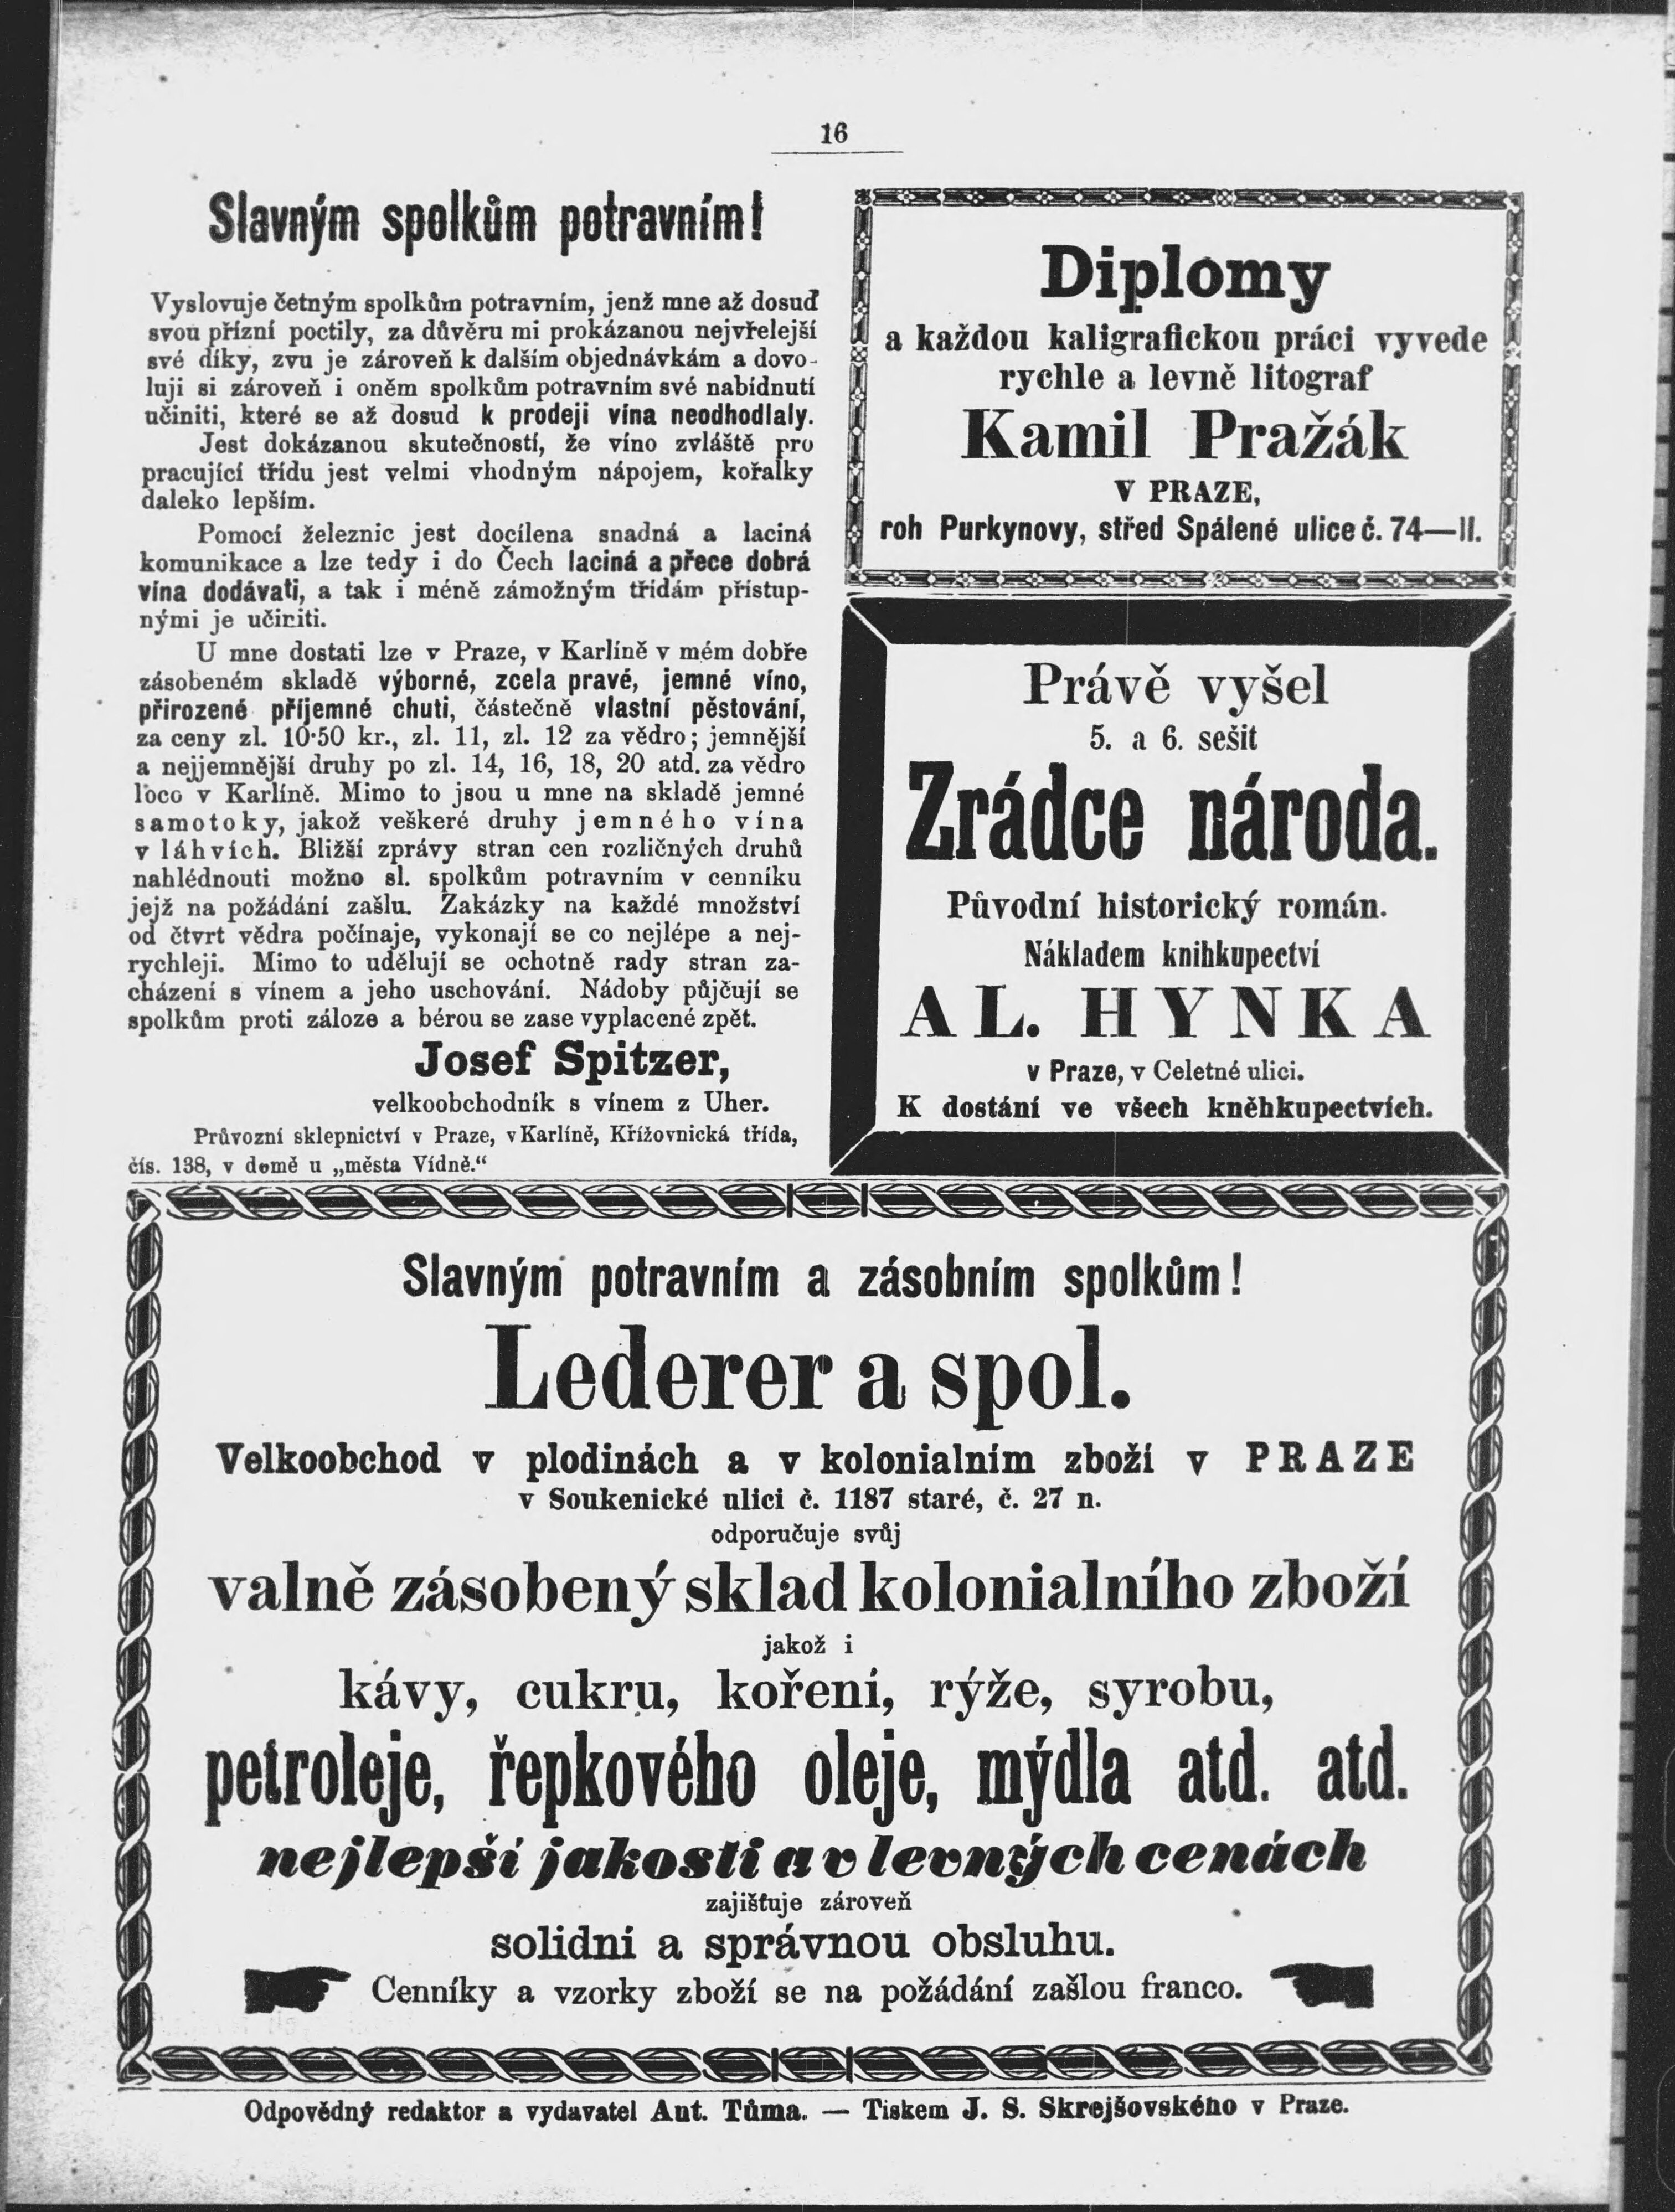 16
Slavným spolkům potravním!
Vyslovuje četným spolkům potravním, jenž mne až dosud
svou přízní poctily, za důvěru mi prokázanou nejvřelejší
své díky, zvu je zároveň k dalším objednávkám a dovo-
luji si zároveň i oněm spolkům potravním své nabídnutí
učiniti, které se až dosud k prodeji vína neodhodlaly.
Jest dokázanou skutečností, že víno zvláště pro
pracující třídu jest velmi vhodným nápojem, kořalky
daleko lepším.
Pomocí železnic jest docílena snadná a laciná
komunikace a lze tedy i do Čech laciná a přece dobrá
vína dodávati, a tak i méně zámožným třídám přístup-
nými je učiniti.
U mne dostati lze v Praze, v Karlíně v mém dobře
zásobeném skladě výborné, zcela pravé, jemné víno,
přirozené příjemné chuti, částečně vlastní pěstování,
za ceny zl. 10·50 kr., zl. 11, zl. 12 za vědro; jemnější
a nejjemnější druhy po zl. 14, 16, 18, 20 atd. za vědro
loco v Karlíně. Mimo to jsou u mne na skladě jemné
samotoky, jakož veškeré druhy jemného vína
v láhvích. Bližší zprávy stran cen rozličných druhů
nahlédnouti možno sl. spolkům potravním v cenníku
jejž na požádání zašlu. Zakázky na každé množství
od čtvrt vědra počínaje, vykonají se co nejlépe a nej-
rychleji. Mimo to udělují se ochotně rady stran za-
cházení s vínem a jeho uschování. Nádoby půjčují se
spolkům proti záloze a bérou se zase vyplacené zpět.
Josef Spitzer,
velkoobchodník s vínem z Uher.
Průvozní sklepnictví v Praze, v Karlíně, Křížovnická třída,
čís. 138, v domě u „města Vídně.“
Diplomy
a každou kaligrafickou práci vyvede
rychle a levně litograf
Kamil Pražák
V PRAZE,
roh Purkynovy, střed Spálené ulice č. 74—II.
Právě vyšel
5. a 6. sešit
Zrádce národa.
Původní historický román.
Nákladem knihkupectví
AL. HYNKA
v Praze, v Celetné ulici.
K dostání ve všech kněhkupectvích.
Slavným potravním a zásobním spolkům!
Lederer a spol.
Velkoobchod v plodinách a v kolonialním zboží v PRAZE
v Soukenické ulici č. 1187 staré, č. 27 n.
odporučuje svůj
valně zásobený sklad kolonialního zboží
jakož i
kávy, cukru, koření, rýže, syrobu,
petroleje, řepkového oleje, mýdla atd. atd.
nejlepší jakosti a v levných cenách
zajišťuje zároveň
solidní a správnou obsluhu.
Cenníky a vzorky zboží se na požádání zašlou franco.
Odpovědný redaktor a vydavatel Ant. Tůma. — Tiskem J. S. Skrejšovského v Praze.